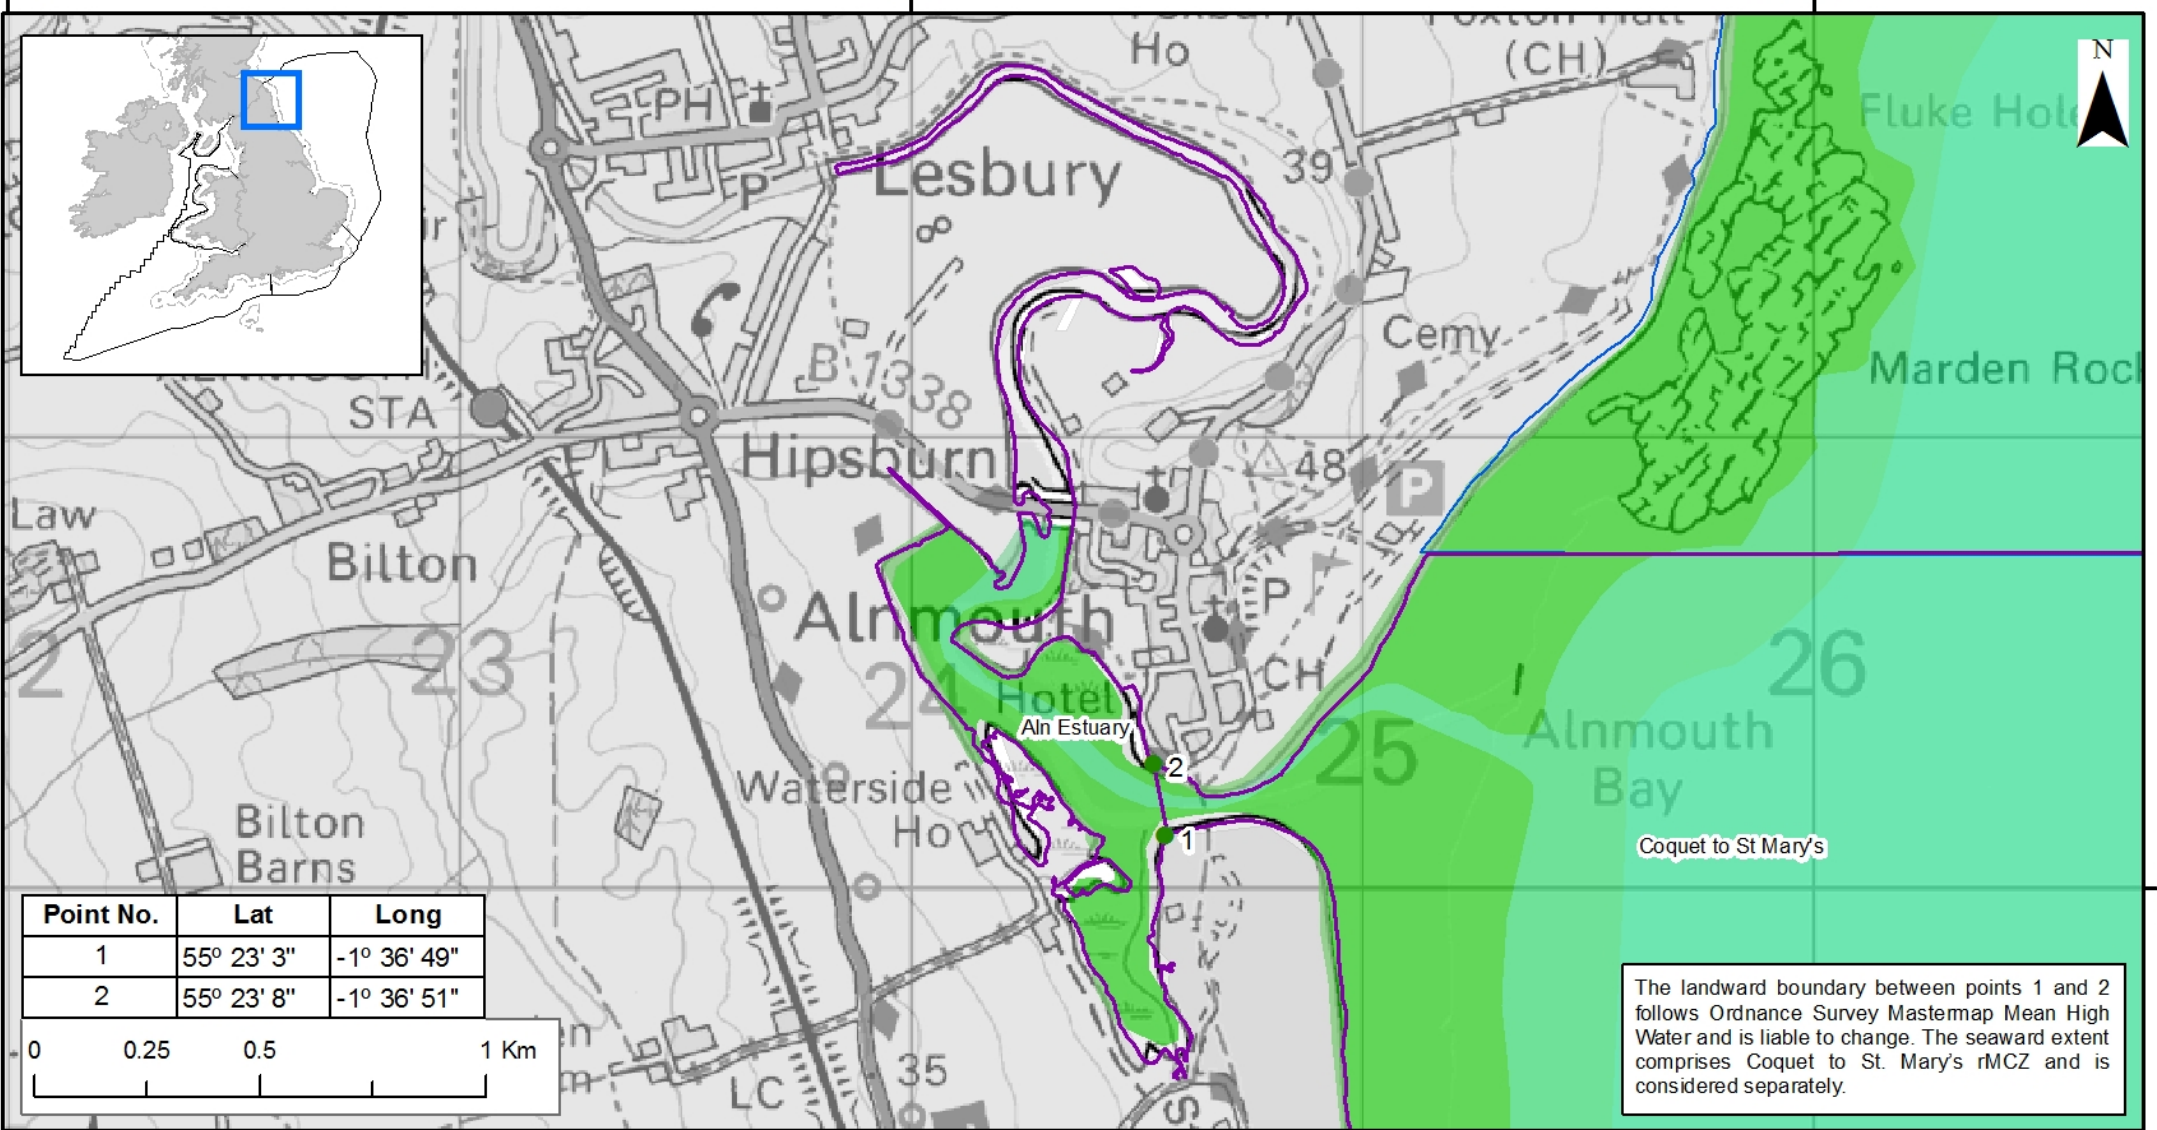 Ho
(CH)
N
PH
Fluke Hole
39
Lesbury
P
7
Cemy
B 1338
Marden Rock
STA
Hipsburn
48
P
Law
Bilton
Alnmouth
P
23
24
CH
26
Hotel
Aln Estuary
25
Alnmouth
Bay
2
Waterside
Ho
1
Bilton
Barns
Coquet to St Mary's
Point No. Lat Long
1 55º 23' 3" -1º 36' 49"
2 55º 23' 8" -1º 36' 51"
0 0.25 0.5 1 Km
35
LC
The landward boundary between points 1 and 2
follows Ordnance Survey Mastermap Mean High
Water and is liable to change. The seaward extent
comprises Coquet to St. Mary's rMCZ and is
considered separately.